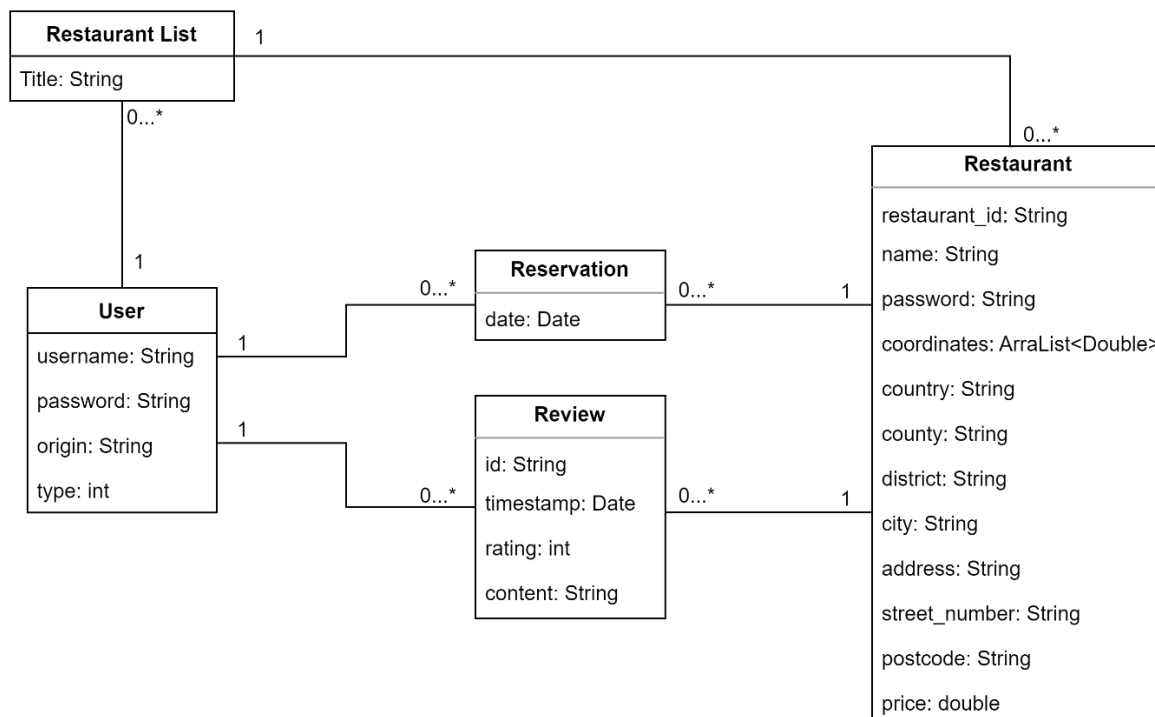 Restaurant List
Title: String
1
0...*
0...*
1
User
username: String
password: String
origin: String
type: int
1
0...*
Reservation
date: Date
0...*
1
1
0...*
Review
id: String
timestamp: Date
rating: int
content: String
0...*
1
Restaurant
restaurant_id: String
name: String
password: String
coordinates: ArraList<Double>
country: String
county: String
district: String
city: String
address: String
street_number: String
postcode: String
price: double